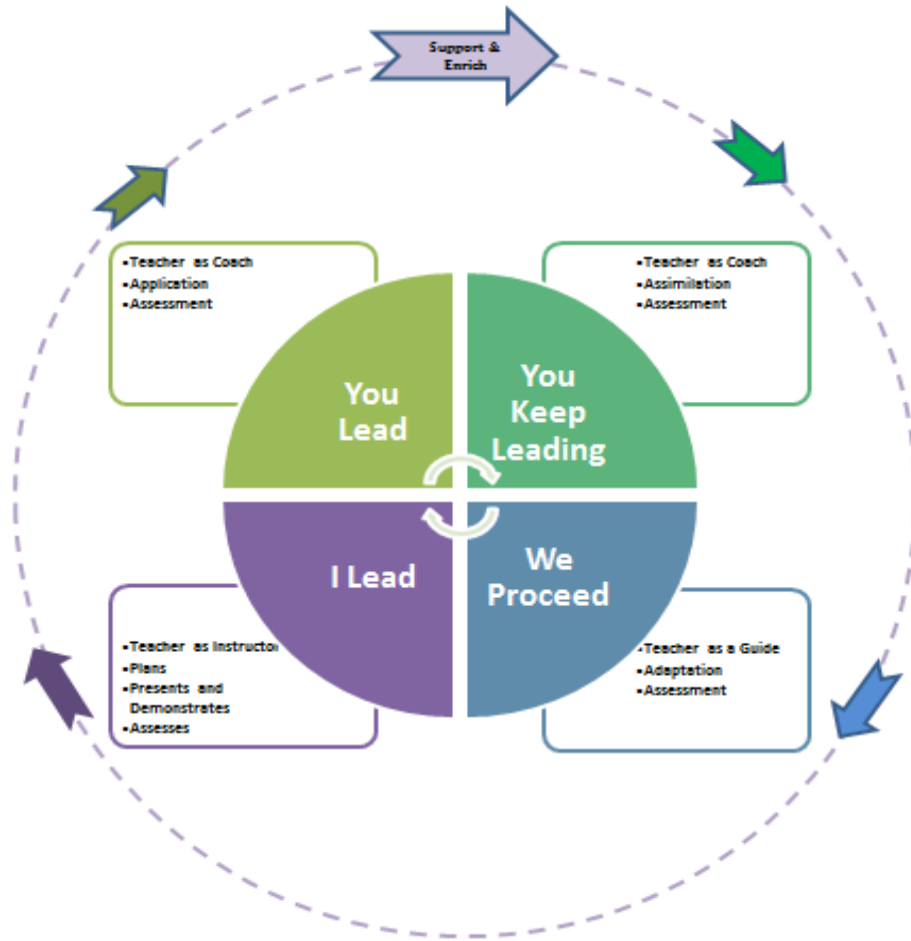 Support &
Enrich
▪Teacher as Coach
▪Application
▪Assessment
▪Teacher as Coach
▪Assimilation
▪Assessment
You
Lead
You
Keep
Leading
I Lead
We
Proceed
▪Teacher as Instructo
▪Plans
▪Presents and
Demonstrates
▪Assesses
▪Teacher as a Guide
▪Adaptation
▪Assessment